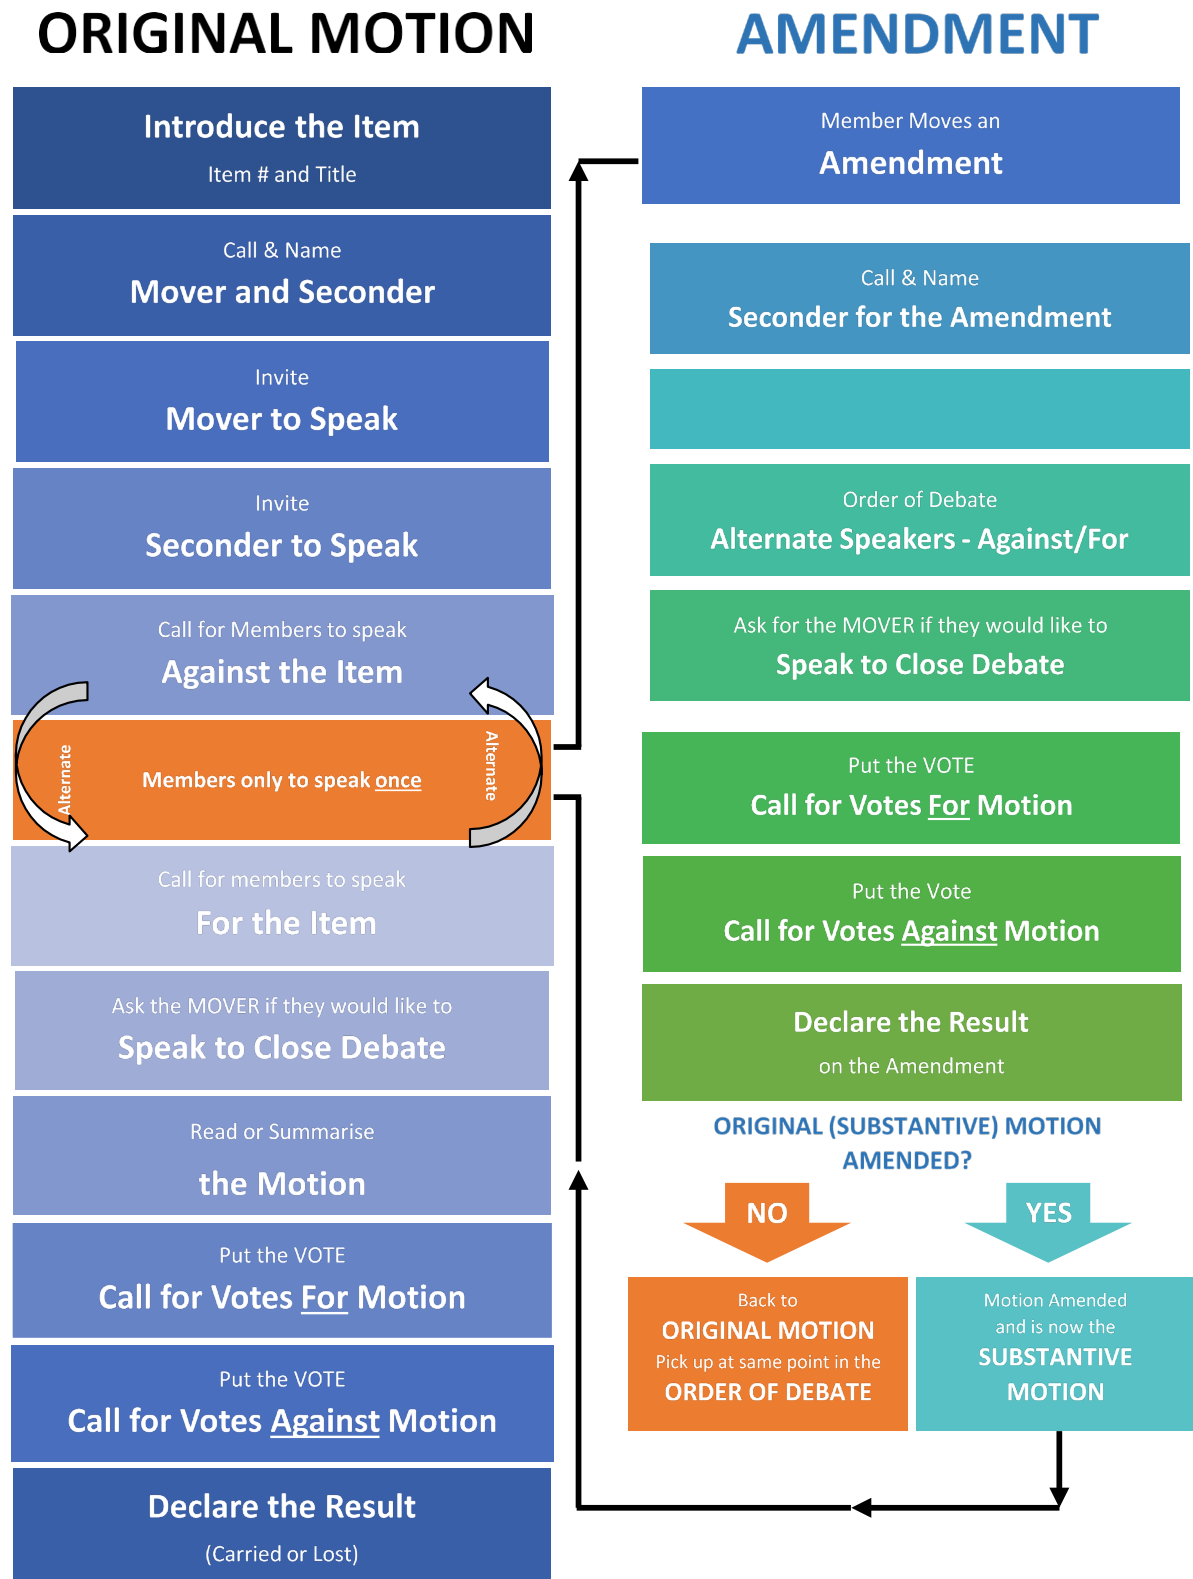 ORIGINAL MOTION
Introduce the Item
Item # and Title
Call & Name
Mover and Seconder
Invite
Mover to Speak
Invite
Seconder to Speak
Call for Members to speak
Against the Item
Alternate
Members only to speak once
Alternate
Call for members to speak
For the Item
Ask the MOVER if they would like to
Speak to Close Debate
Read or Summarise
the Motion
Put the VOTE
Call for Votes For Motion
Put the VOTE
Call for Votes Against Motion
Declare the Result
(Carried or Lost)
AMENDMENT
Member Moves an
Amendment
Call & Name
Seconder for the Amendment
Order of Debate
Alternate Speakers - Against/For
Ask for the MOVER if they would like to
Speak to Close Debate
Put the VOTE
Call for Votes For Motion
Put the Vote
Call for Votes Against Motion
Declare the Result
on the Amendment
ORIGINAL (SUBSTANTIVE) MOTION
AMENDED?
NO
Back to
ORIGINAL MOTION
Pick up at same point in the
ORDER OF DEBATE
YES
Motion Amended
and is now the
SUBSTANTIVE
MOTION